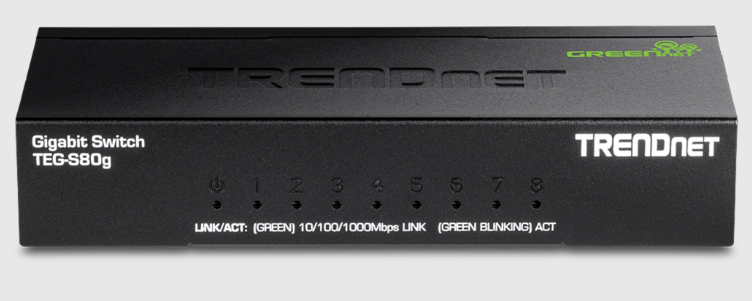 GREENnet
TRENDnet
Gigabit Switch
TEG-S80g
TRENDnet
1 2 3 4 5 6 7 8
LINK/ACT: (GREEN) 10/100/1000Mbps LINK (GREEN BLINKING) ACT